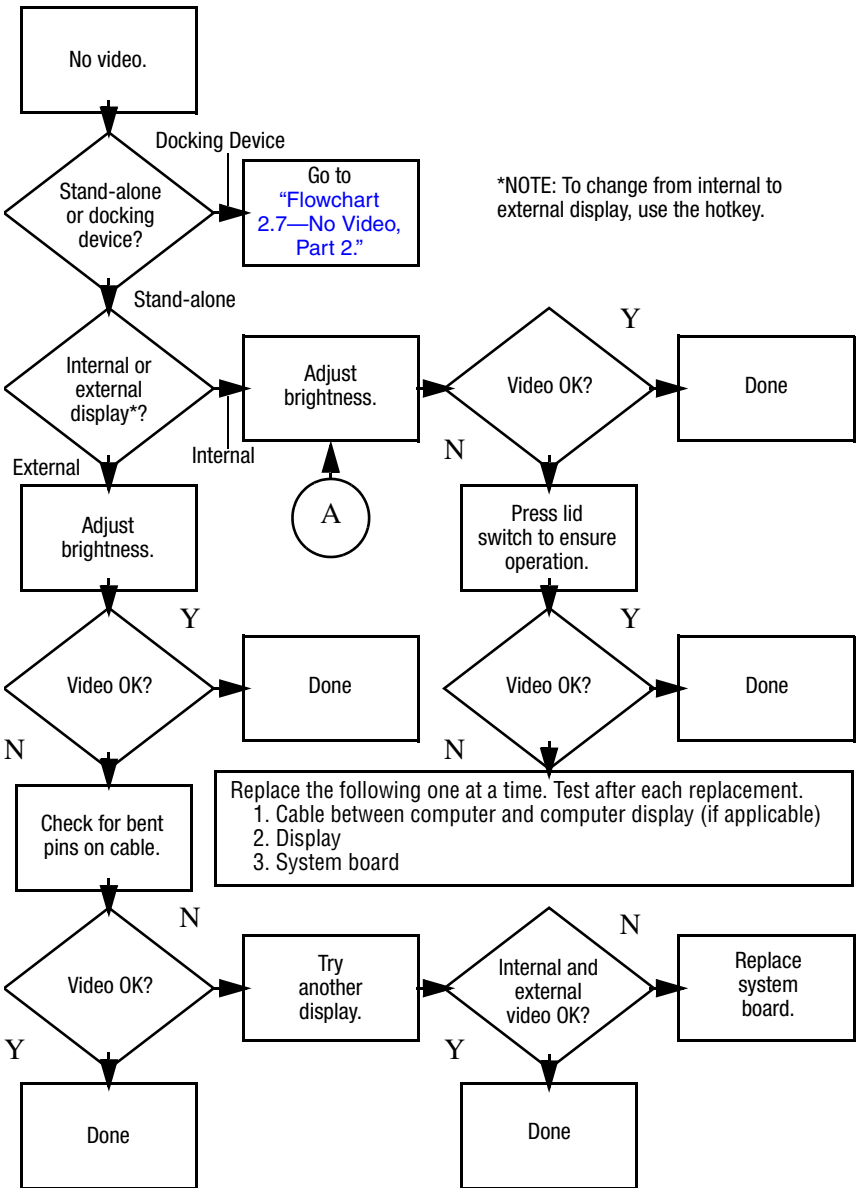 No video.
Docking Device
Stand-alone
or docking
device?
Go to
“Flowchart
2.7—No Video,
Part 2.”
*NOTE: To change from internal to
external display, use the hotkey.
Stand-alone
Internal or
external
display*?
Internal
External
Adjust
brightness.
Video OK?
Y
Done
N
A
Press lid
switch to ensure
operation.
Adjust
brightness.
Y
Video OK?
Done
N
Y
Video OK?
Done
N
Replace the following one at a time. Test after each replacement.
1. Cable between computer and computer display (if applicable)
2. Display
3. System board
Check for bent
pins on cable.
N
Video OK?
Try
another
display.
Internal and
external
video OK?
N
Replace
system
board.
Y
Done
Y
Done